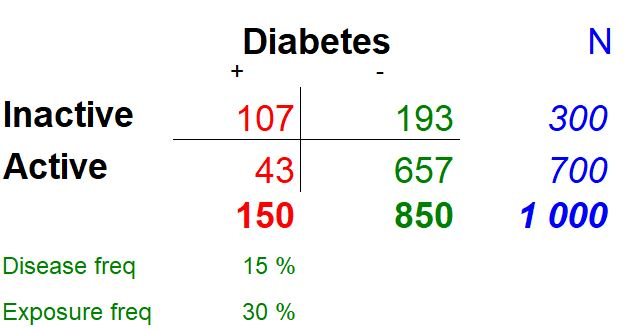 Diabetes N
+ -
Inactive 107 193 300
Active 43 657 700
150 850 1 000
Disease freq 15 %
Exposure freq 30 %